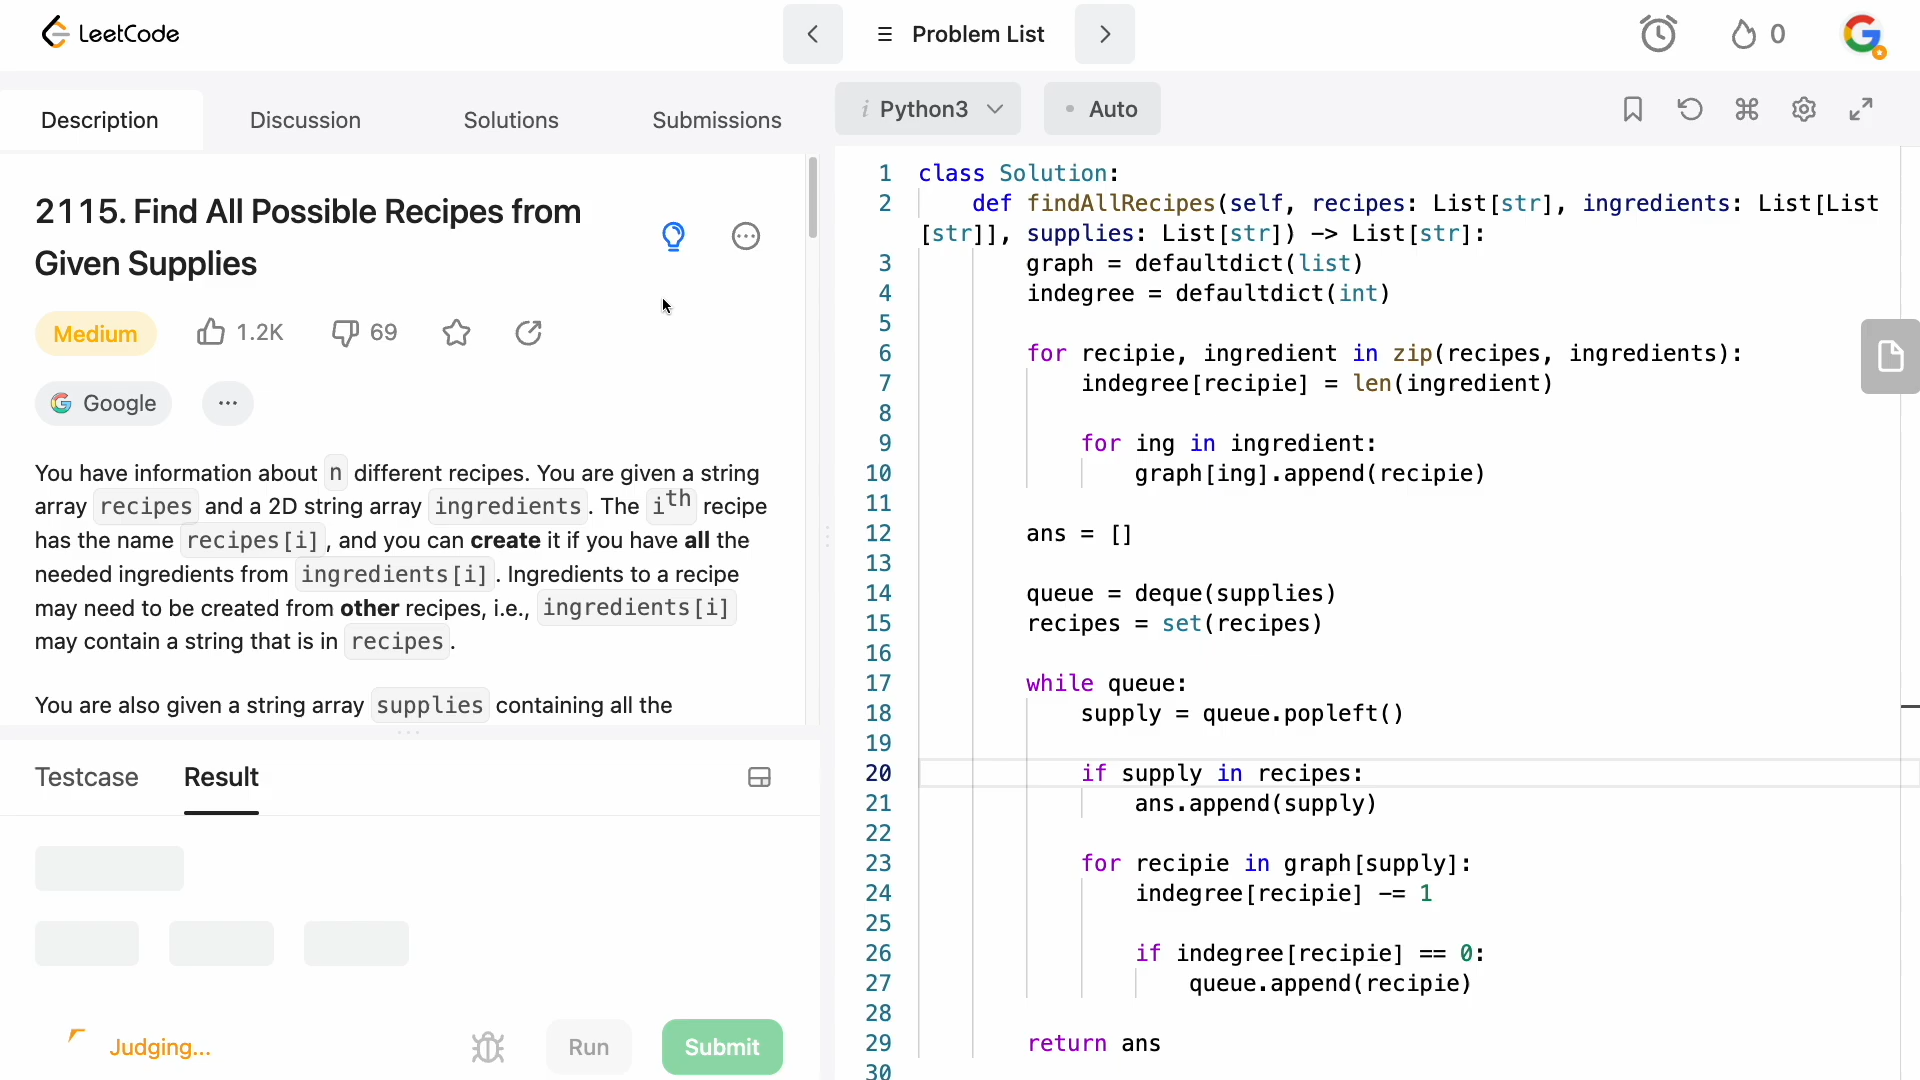 LeetCode
Problem List
0
Description
Discussion
Solutions
Submissions
2115. Find All Possible Recipes from
Given Supplies
Medium
1.2K
69
Google
You have information about n different recipes. You are given a string
array recipes and a 2D string array ingredients. The ith recipe
has the name recipes[i], and you can create it if you have all the
needed ingredients from ingredients[i]. Ingredients to a recipe
may need to be created from other recipes, i.e., ingredients[i]
may contain a string that is in recipes.
You are also given a string array supplies containing all the
Testcase
Result
Judging...
Run
Submit
i Python3
Auto
1 class Solution:
2 def findAllRecipes(self, recipes: List[str], ingredients: List[List
[str]], supplies: List[str]) -> List[str]:
3 graph = defaultdict(list)
4 indegree = defaultdict(int)
5
6 for recipie, ingredient in zip(recipes, ingredients):
7 indegree[recipie] = len(ingredient)
8
9 for ing in ingredient:
10 graph[ing].append(recipie)
11
12 ans = []
13
14 queue = deque(supplies)
15 recipes = set(recipes)
16
17 while queue:
18 supply = queue.popleft()
19
20 if supply in recipes:
21 ans.append(supply)
22
23 for recipie in graph[supply]:
24 indegree[recipie] -= 1
25
26 if indegree[recipie] == 0:
27 queue.append(recipie)
28
29 return ans
30